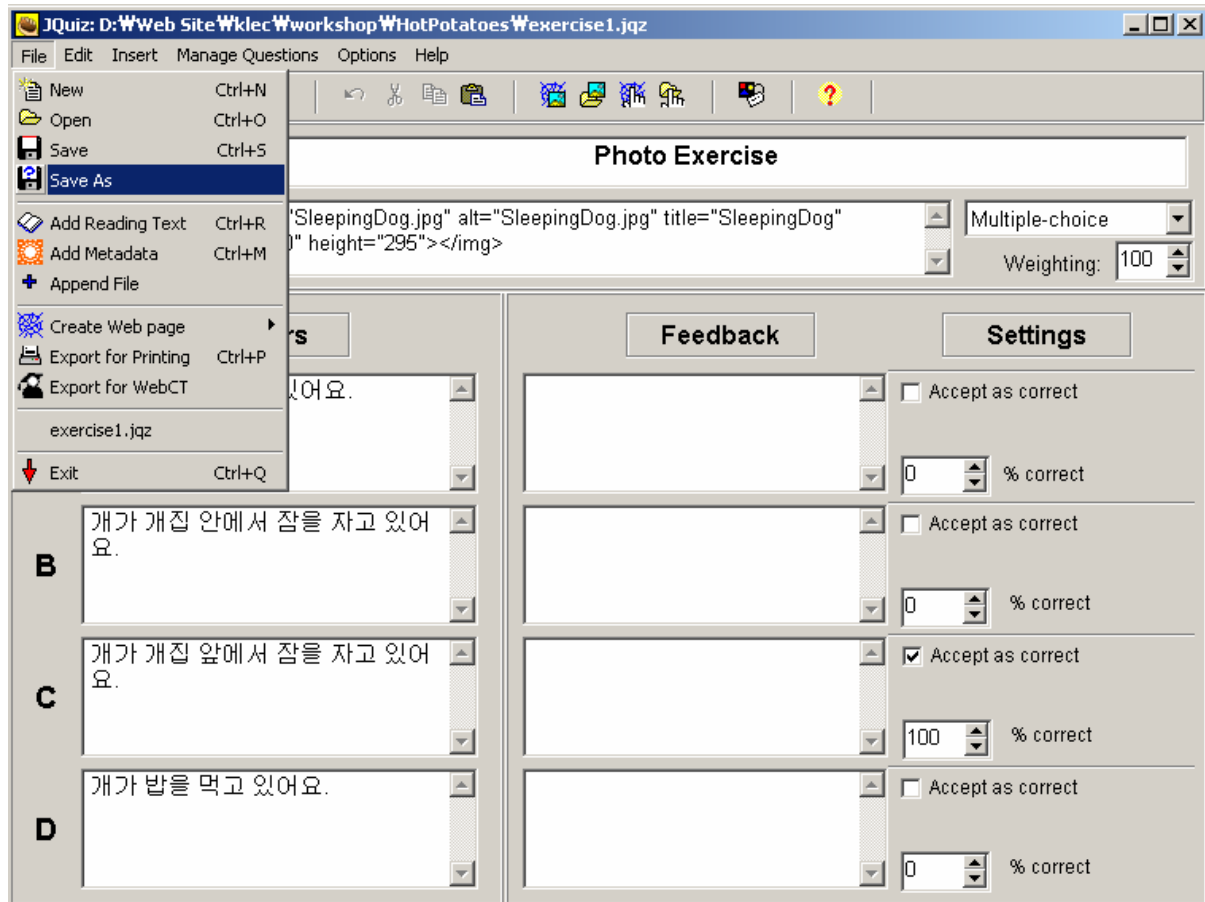 JQuiz: D:₩Web Site₩klec₩workshop₩HotPotatoes₩exercise1.jqz
File Edit Insert Manage Questions Options Help
New Ctrl+N
Open Ctrl+O
Save Ctrl+S
Save As
Add Reading Text Ctrl+R
Add Metadata Ctrl+M
Append File
Create Web page
Export for Printing Ctrl+P
Export for WebCT
exercise1.jqz
Exit Ctrl+Q
Photo Exercise
"SleepingDog.jpg" alt="SleepingDog.jpg" title="SleepingDog"
0" height="295"></img>
Multiple-choice
Weighting: 100
rs
Feedback
Settings
있어요.
Accept as correct
0 % correct
B
개가 개집 안에서 잠을 자고 있어
요.
Accept as correct
0 % correct
C
개가 개집 앞에서 잠을 자고 있어
요.
Accept as correct
100 % correct
D
개가 밥을 먹고 있어요.
Accept as correct
0 % correct